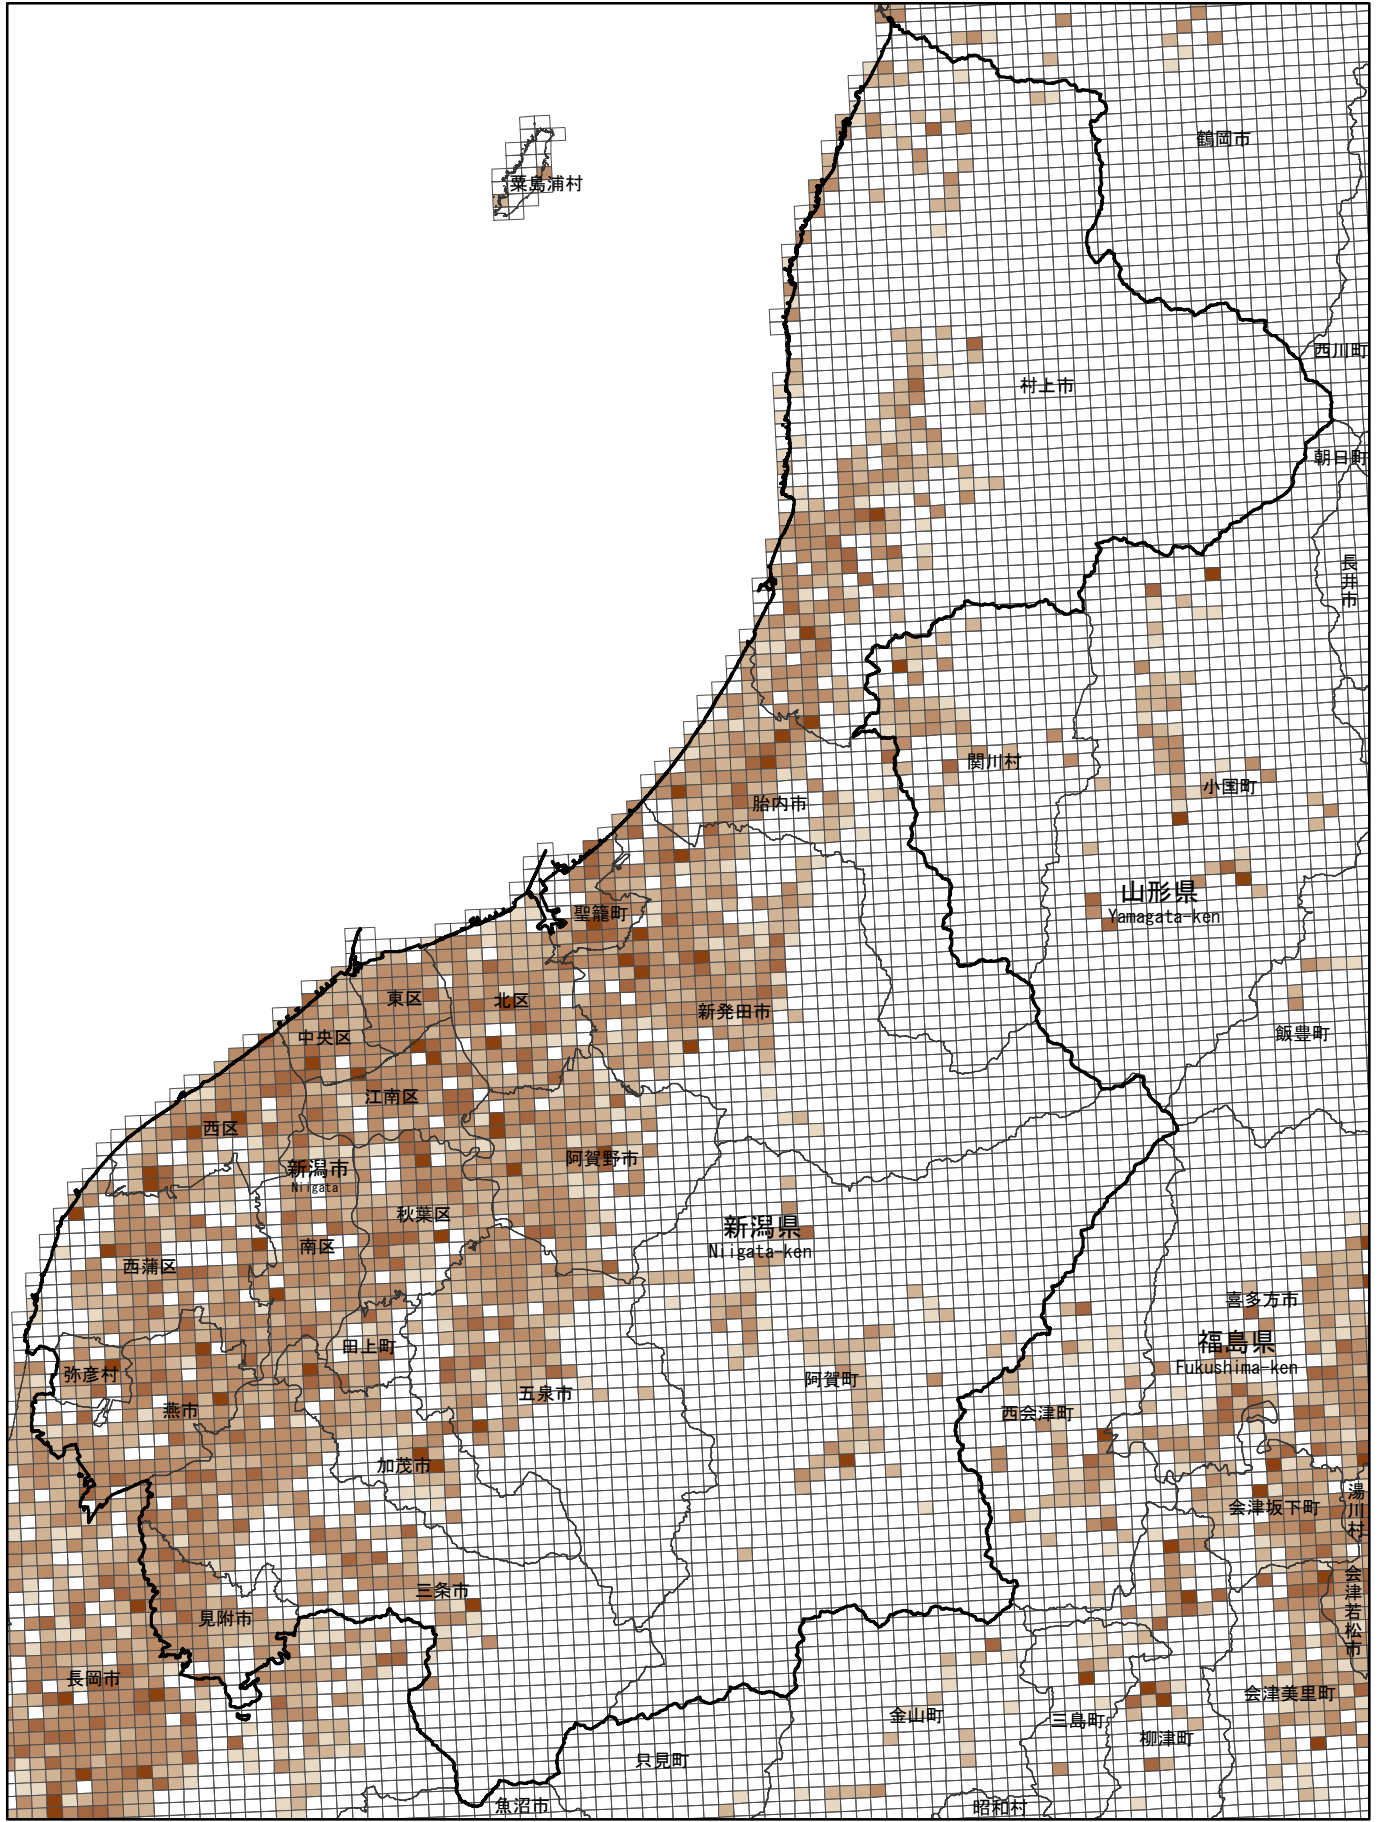 鶴岡市
粟島浦村
西川町
村上市
朝日町
長井市
関川村
小国町
胎内市
山形県
Yamagata-ken
聖籠町
東区
北区
新発田市
中央区
飯豊町
江南区
西区
阿賀野市
新潟市
Niigata
秋葉区
新潟県
Niigata-ken
南区
西蒲区
喜多方市
福島県
Fukushima-ken
田上町
弥彦村
阿賀町
五泉市
燕市
西会津町
加茂市
会津坂下町
湯川村
三条市
会津若松市
見附市
長岡市
会津美里町
金山町
三島町
柳津町
只見町
魚沼市
昭和村